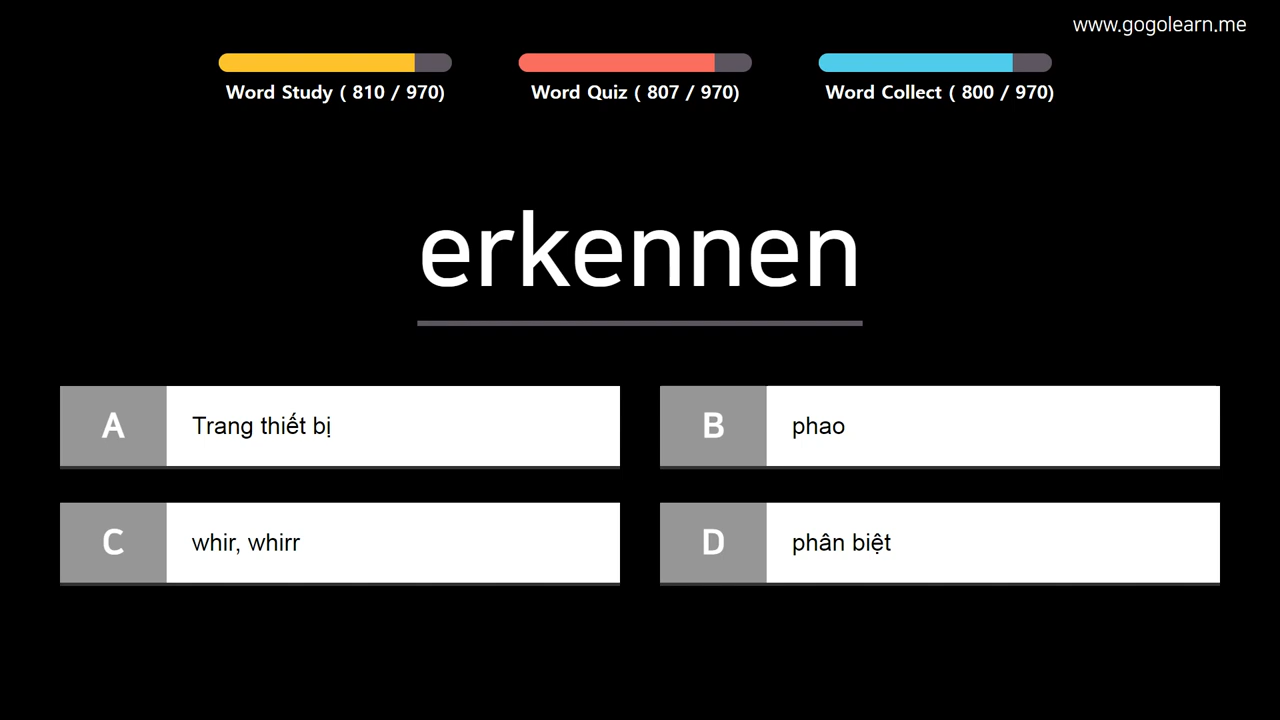 www.gogolearn.me
Word Study ( 810 / 970)
Word Quiz ( 807 / 970)
Word Collect ( 800 / 970)
erkennen
A Trang thiết bị
B phao
C whir, whirr
D phân biệt